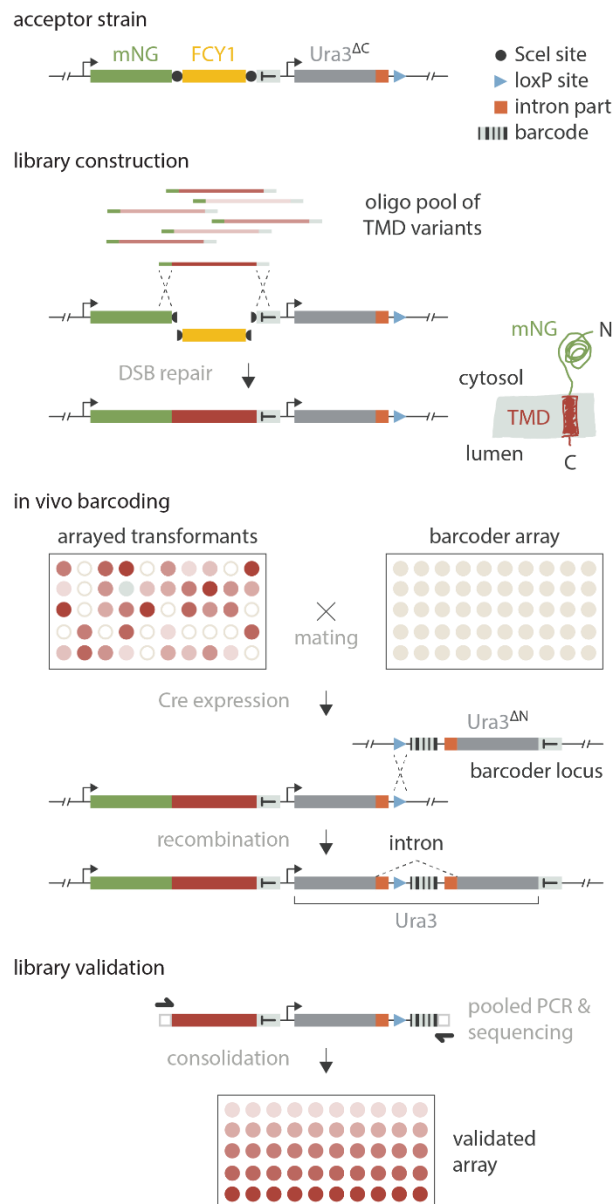 acceptor strain
mNG
FCY1
Ura3ΔC
SceI site
loxP site
intron part
barcode
library construction
oligo pool of
TMD variants
DSB repair
mNG
N
cytosol
TMD
lumen
C
in vivo barcoding
arrayed transformants
barcoder array
mating
Cre expression
Ura3ΔN
barcoder locus
recombination
intron
Ura3
library validation
pooled PCR &
sequencing
consolidation
validated
array